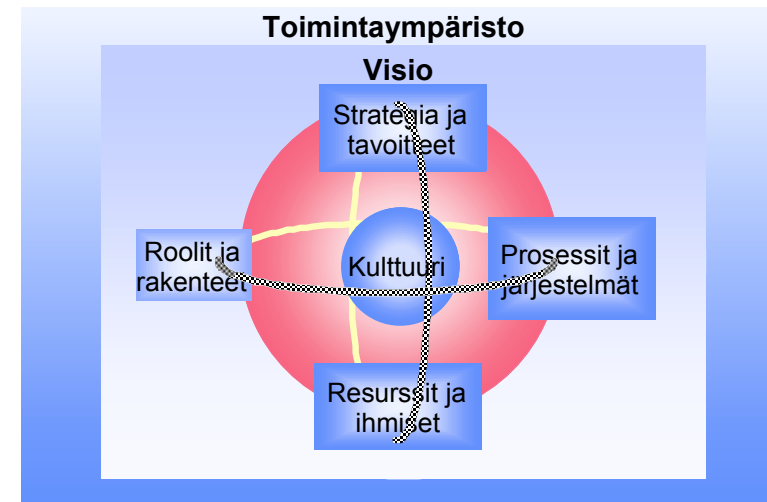 Toimintaympäristo
Visio
Strategia ja
tavoitteet
Roolit ja
rakenteet
Kulttuuri
Prosessit ja
järjestelmät
Resurssit ja
ihmiset